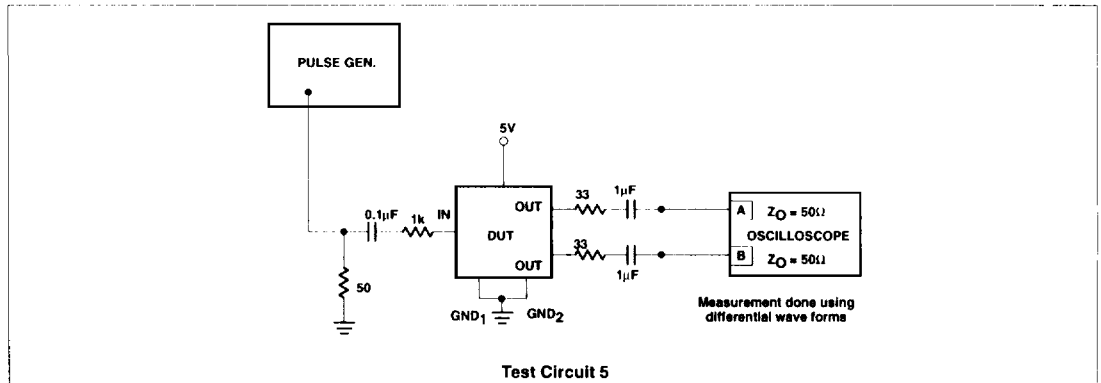 PULSE GEN.
5V
0.1µF
1k
IN
OUT
DUT
OUT
33
1µF
33
1µF
A ZO = 50Ω
OSCILLOSCOPE
B ZO = 50Ω
50
GND1
GND2
Measurement done using
differential wave forms
Test Circuit 5